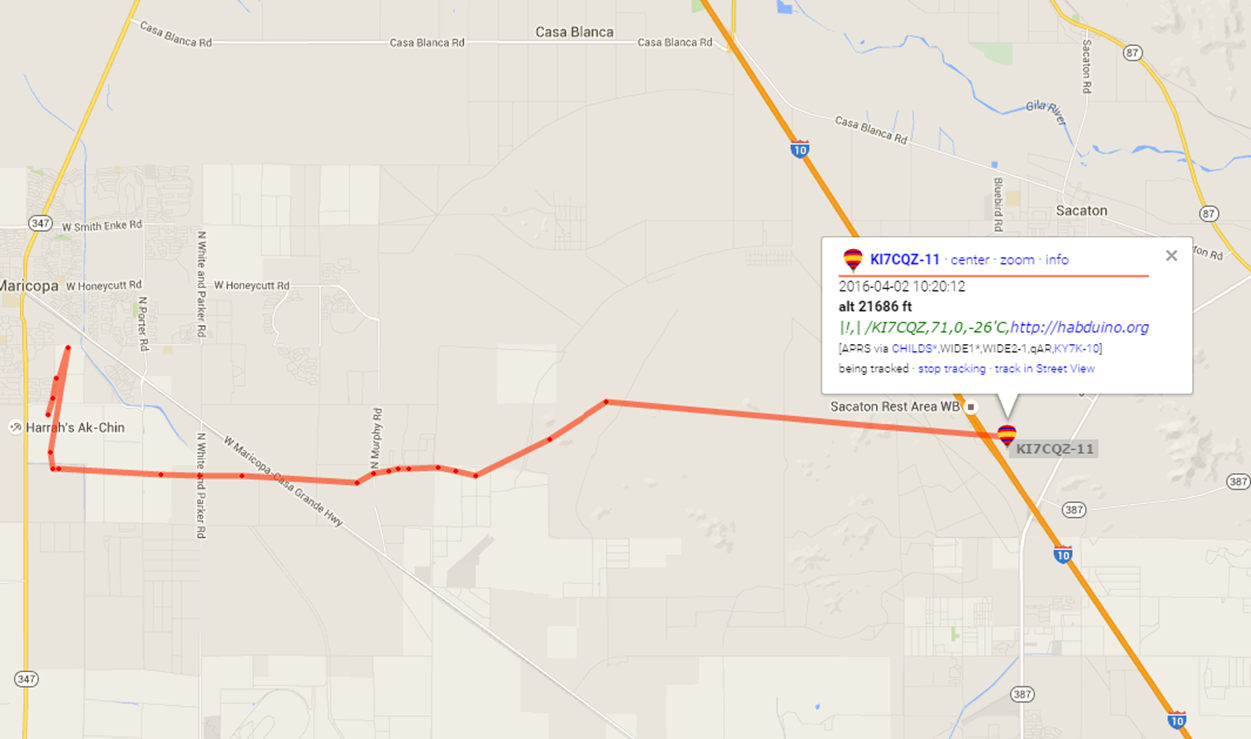 Casa Blanca Rd
Casa Blanca Rd
Casa Blanca
Casa Blanca Rd
87
Sacaton Rd
Gila River
10
Casa Blanca Rd
Bluebird Rd
Sacaton
87
347
W Smith Enke Rd
N White and Parker Rd
KI7CQZ-11 · center · zoom · info
ton Rd
Maricopa
W Honeycutt Rd
W Honeycutt Rd
2016-04-02 10:20:12
N Porter Rd
alt 21686 ft
|!,| /KI7CQZ,71,0,-26'C,http://habduino.org
[APRS via CHILDS*,WIDE1*,WIDE2-1,qAR,KY7K-10]
being tracked · stop tracking · track in Street View
Sacaton Rest Area WB
Harrah's Ak-Chin
N Murphy Rd
KI7CQZ-11
N White and Parker Rd
W Maricopa-Casa Grande Hwy
387
387
10
347
387
10